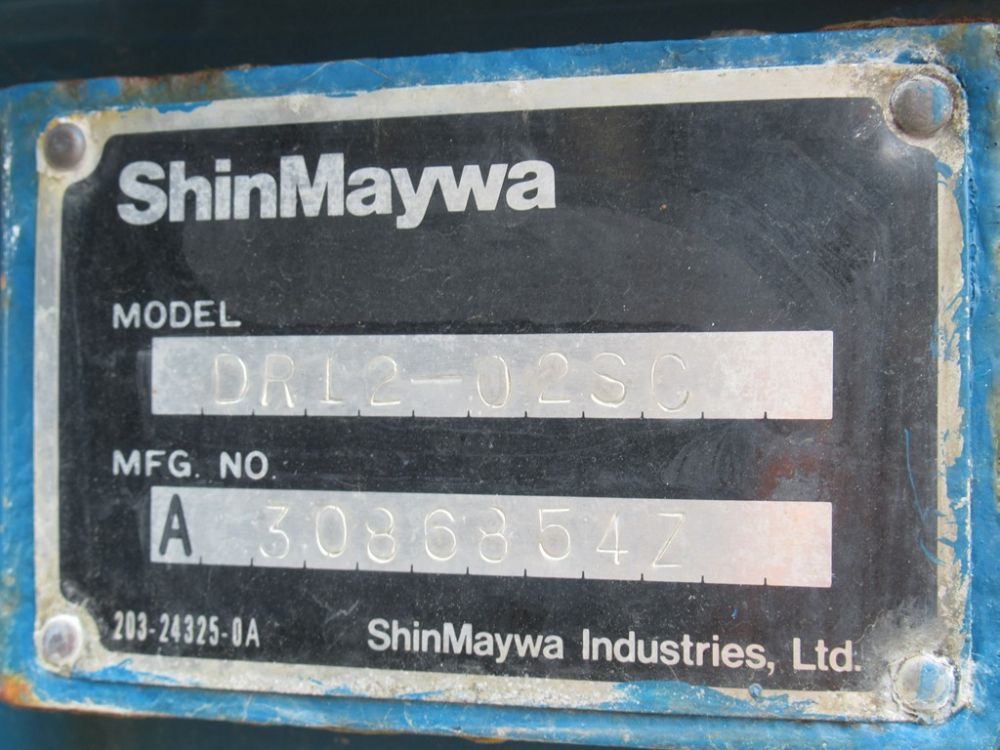 ShinMaywa
MODEL
DR12-02SC
MFG. NO.
A 3086854Z
203-24325-0A
ShinMaywa Industries, Ltd.